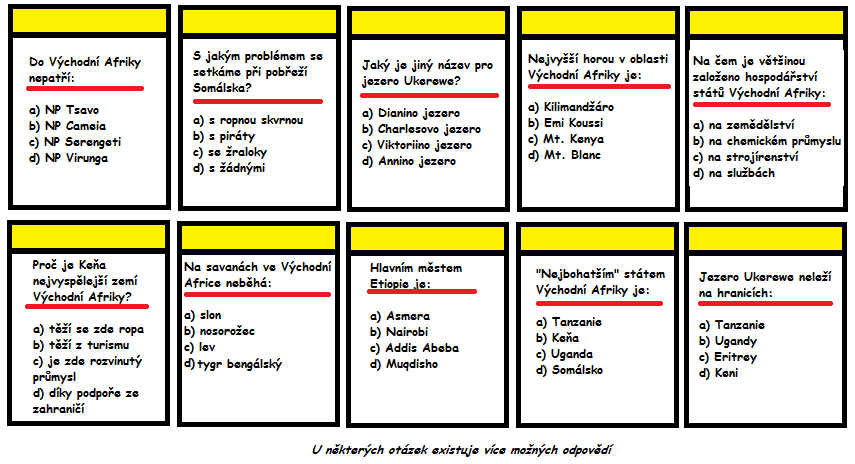 Do Východní Afriky
nepatří:
a) NP Tsavo
b) NP Cameia
c) NP Serengeti
d) NP Virunga
S jakým problémem se
setkáme při pobřeží
Somálska?
a) s ropnou skvrnou
b) s piráty
c) se žraloky
d) s žádnými
Jaký je jiný název pro
jezero Ukerewe?
a) Dianino jezero
b) Charlesovo jezero
c) Viktoriino jezero
d) Annino jezero
Nejvyšší horou v oblasti
Východní Afriky je:
a) Kilimandžáro
b) Emi Koussi
c) Mt. Kenya
d) Mt. Blanc
Na čem je většinou
založeno hospodářství
států Východní Afriky:
a) na zemědělství
b) na chemickém průmyslu
c) na strojírenství
d) na službách
Proč je Keňa
nejvyspělejší zemí
Východní Afriky?
a) těží se zde ropa
b) těží z turismu
c) je zde rozvinutý
průmysl
d) díky podpoře ze
zahraničí
Na savanách ve Východní
Africe neběhá:
a) slon
b) nosorožec
c) lev
d) tygr bengálský
Hlavním městem
Etiopie je:
a) Asmera
b) Nairobi
c) Addis Abeba
d) Muqdisho
"Nejbohatším" státem
Východní Afriky je:
a) Tanzanie
b) Keňa
c) Uganda
d) Somálsko
Jezero Ukerewe neleží
na hranicích:
a) Tanzanie
b) Ugandy
c) Eritrey
d) Keni
U některých otázek existuje více možných odpovědí